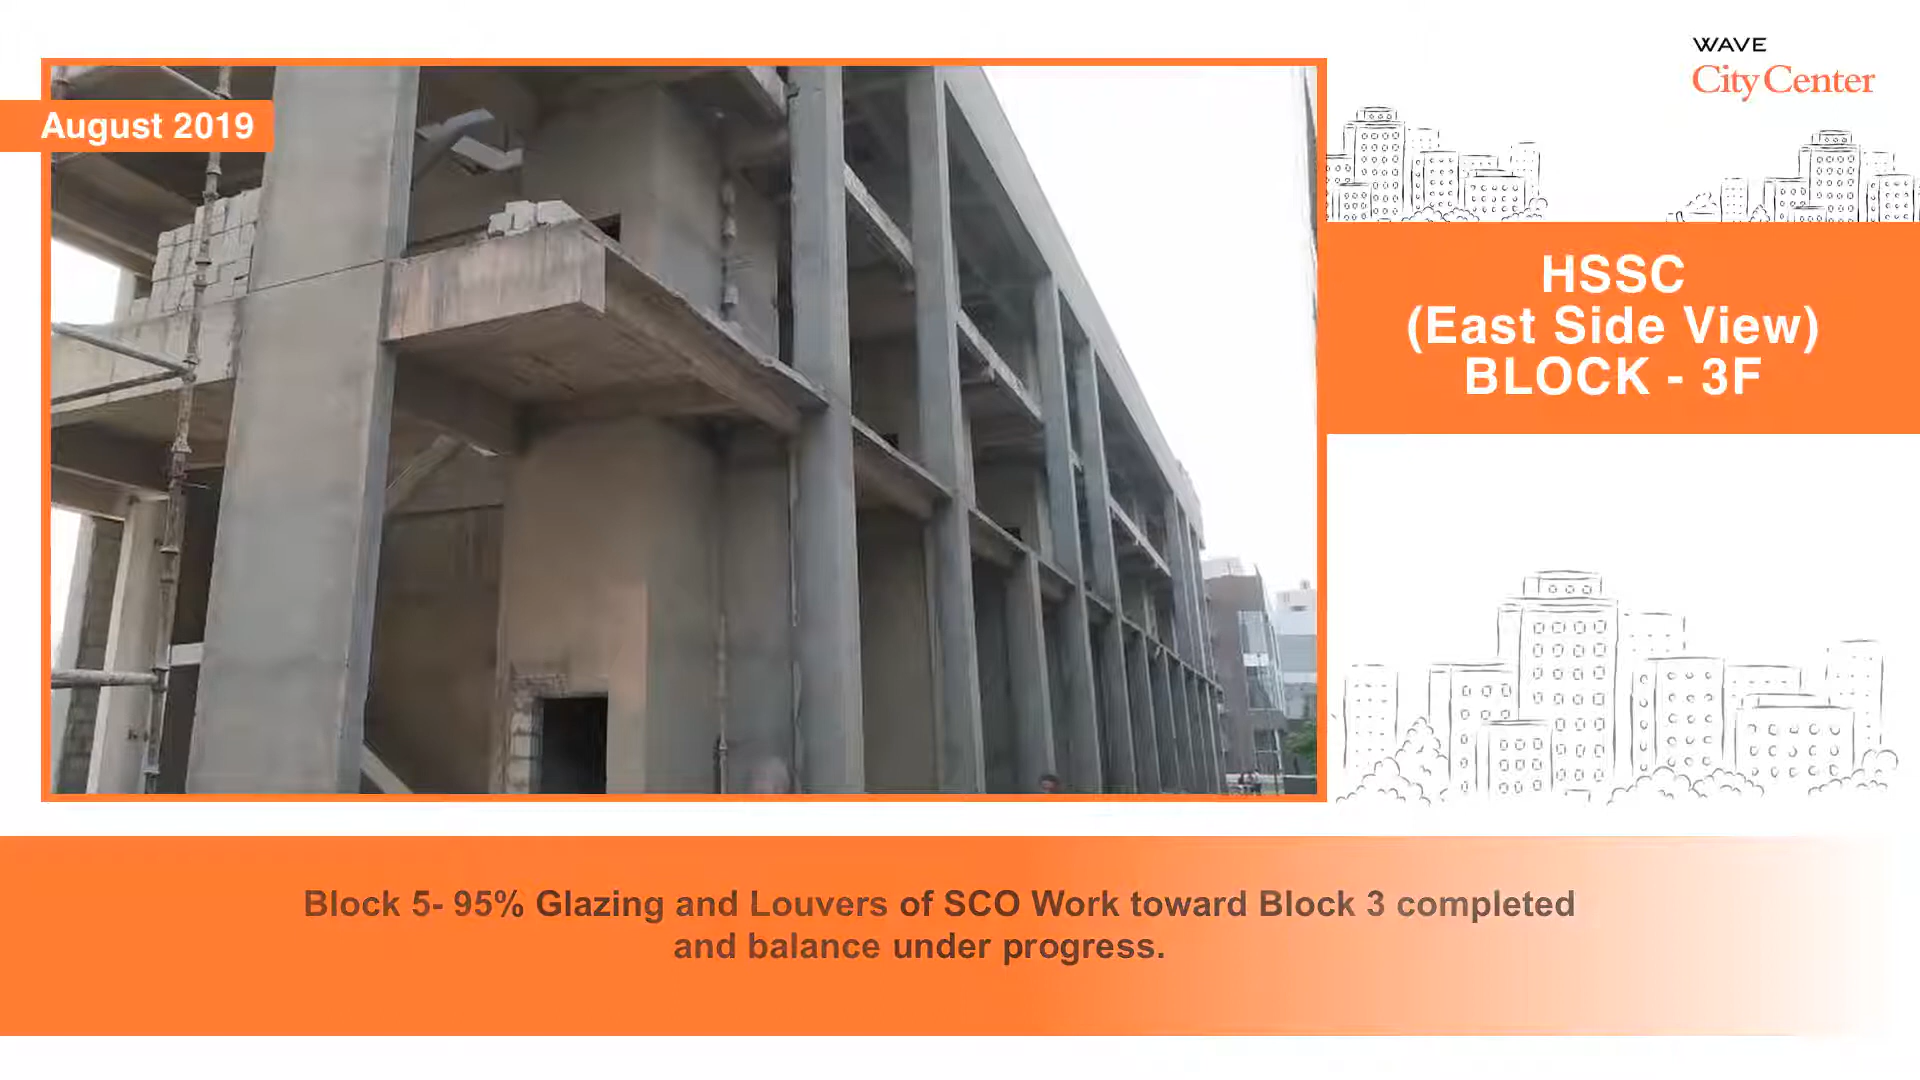 WAVE
City Center
August 2019
HSSC
(East Side View)
BLOCK - 3F
Block 5- 95% Glazing and Louvers of SCO Work toward Block 3 completed
and balance under progress.